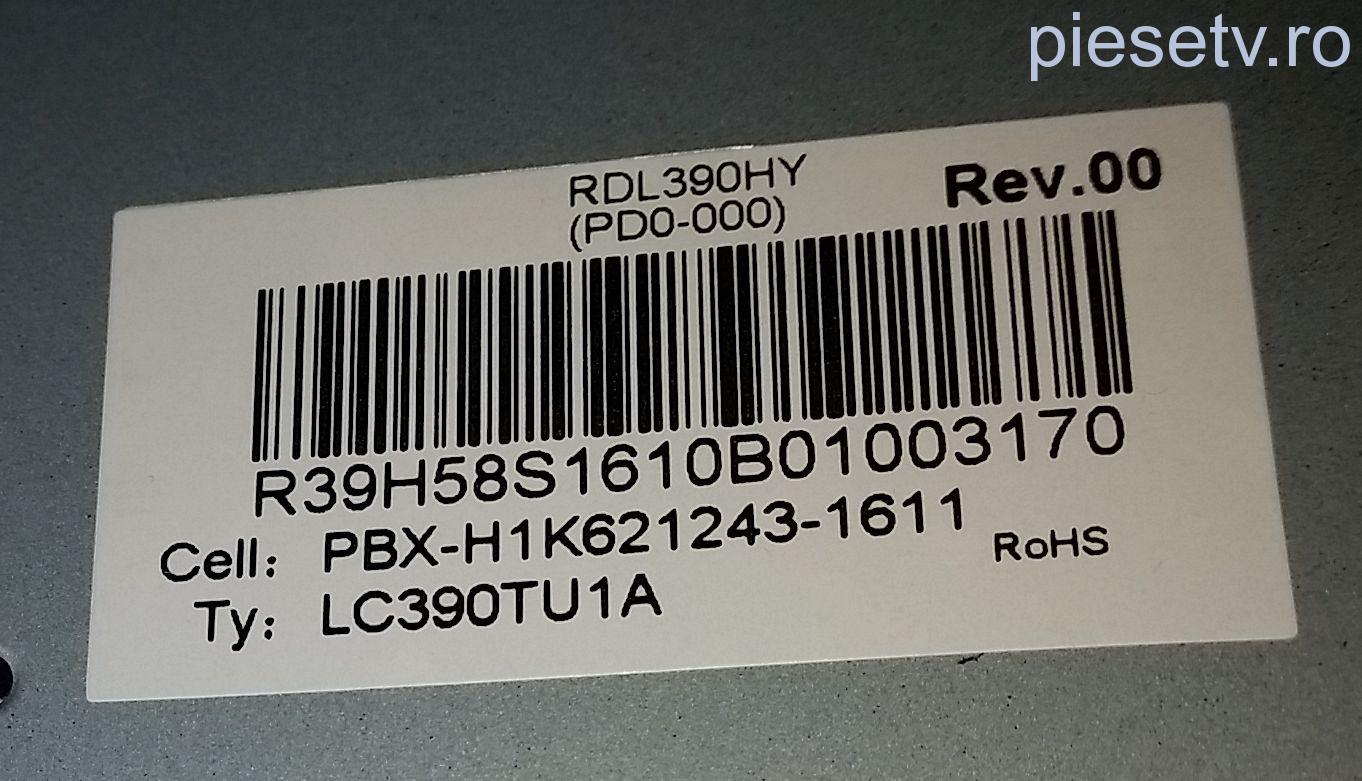 piesetv.ro
RDL390HY
(PD0-000)
Rev.00
R39H58S1610B01003170
Cell: PBX-H1K621243-1611
RoHS
Ty: LC390TU1A